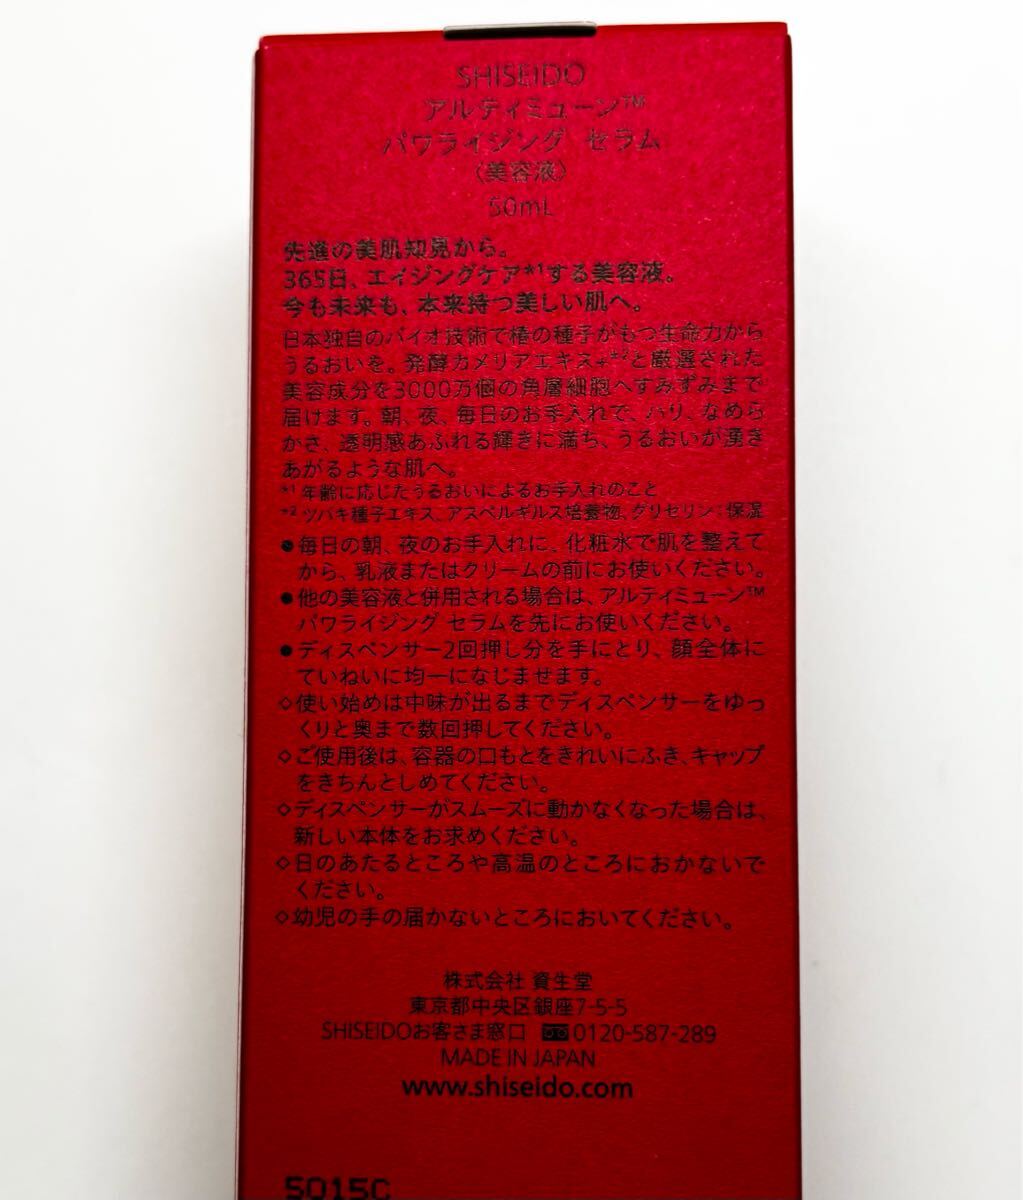 SHISEIDO
アルティミューン™
パワライジング セラム
〈美容液〉
50mL
先進の美肌知見から。
365日、エイジングケア*1する美容液。
今も未来も、本来持つ美しい肌へ。
日本独自のバイオ技術で椿の種子がもつ生命力から
うるおいを。発酵カメリアエキス+*2と厳選された
美容成分を3000万個の角層細胞へすみずみまで
届けます。朝、夜、毎日のお手入れで、ハリ、なめら
かさ、透明感あふれる輝きに満ち、うるおいが湧き
あがるような肌へ。
*1 年齢に応じたうるおいによるお手入れのこと
*2 ツバキ種子エキス、アスペルギルス培養物、グリセリン：保湿
●毎日の朝、夜のお手入れに、化粧水で肌を整えて
から、乳液またはクリームの前にお使いください。
●他の美容液と併用される場合は、アルティミューン™
パワライジング セラムを先にお使いください。
●ディスペンサー2回押し分を手にとり、顔全体に
ていねいに均一になじませます。
◇使い始めは中味が出るまでディスペンサーをゆっ
くりと奥まで数回押してください。
◇ご使用後は、容器の口もとをきれいにふき、キャップ
をきちんとしめてください。
◇ディスペンサーがスムーズに動かなくなった場合は、
新しい本体をお求めください。
◇日のあたるところや高温のところにおかないで
ください。
◇幼児の手の届かないところにおいてください。
株式会社 資生堂
東京都中央区銀座7-5-5
SHISEIDOお客さま窓口 0120-587-289
MADE IN JAPAN
www.shiseido.com
5015C